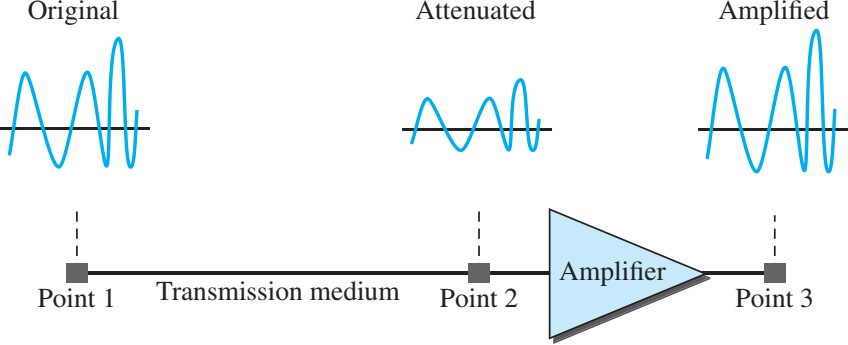 Original
Attenuated
Amplified
Amplifier
Point 1
Transmission medium
Point 2
Point 3